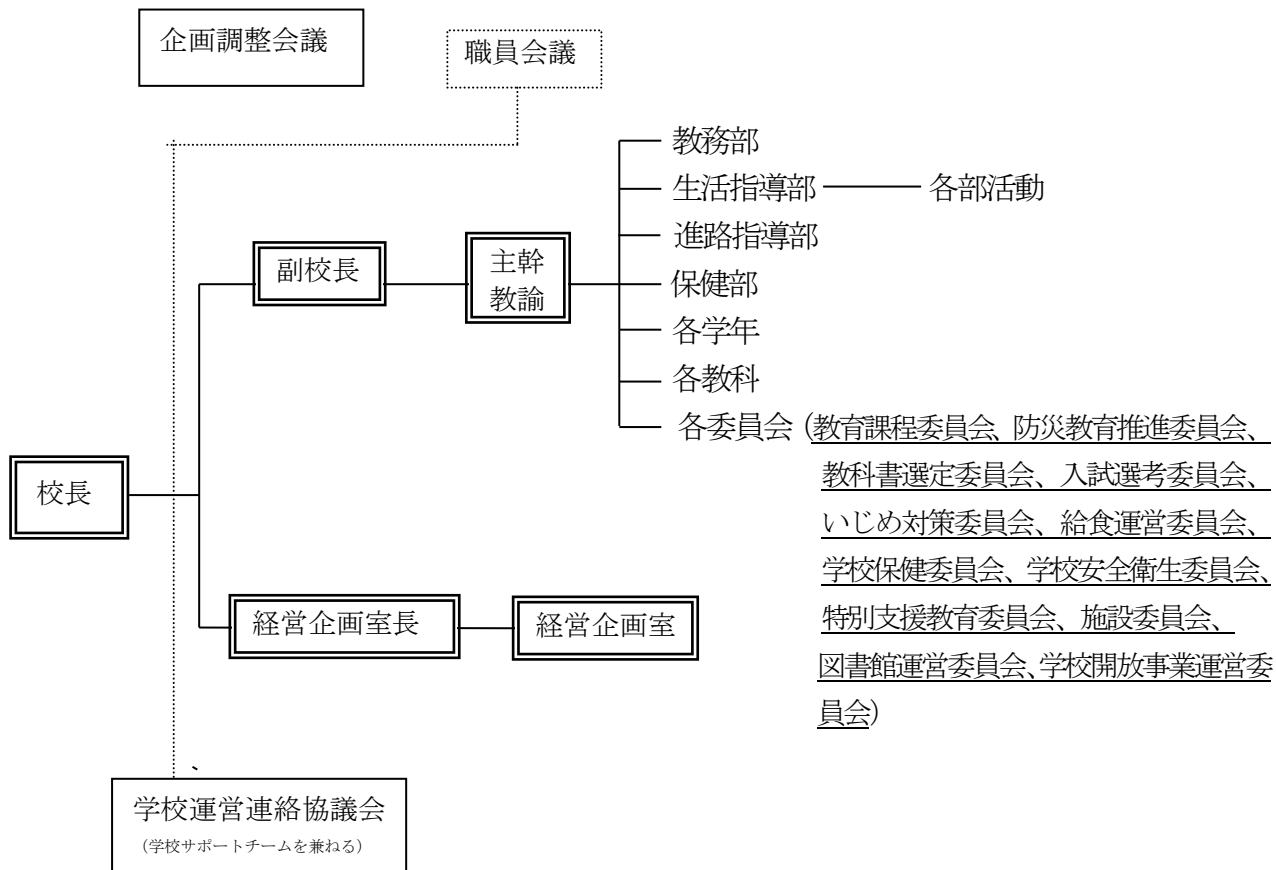 企画調整会議
職員会議
教務部
生活指導部
各部活動
進路指導部
副校長
主幹
教諭
保健部
各学年
各教科
各委員会（教育課程委員会、防災教育推進委員会、
教科書選定委員会、入試選考委員会、
いじめ対策委員会、給食運営委員会、
学校保健委員会、学校安全衛生委員会、
特別支援教育委員会、施設委員会、
図書館運営委員会、学校開放事業運営委
員会）
校長
経営企画室長
経営企画室
、
学校運営連絡協議会
（学校サポートチームを兼ねる）